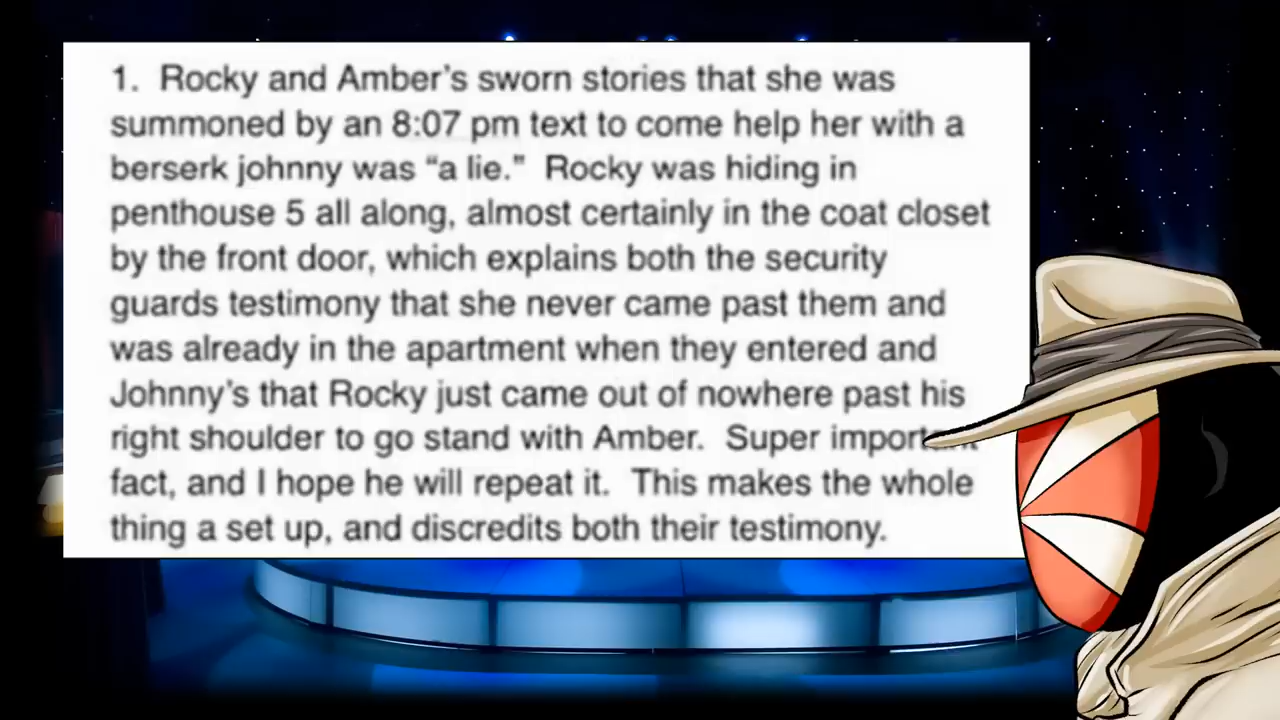 1. Rocky and Amber's sworn stories that she was
summoned by an 8:07 pm text to come help her with a
berserk johnny was “a lie.” Rocky was hiding in
penthouse 5 all along, almost certainly in the coat closet
by the front door, which explains both the security
guards testimony that she never came past them and
was already in the apartment when they entered and
Johnny's that Rocky just came out of nowhere past his
right shoulder to go stand with Amber. Super important
fact, and I hope he will repeat it. This makes the whole
thing a set up, and discredits both their testimony.